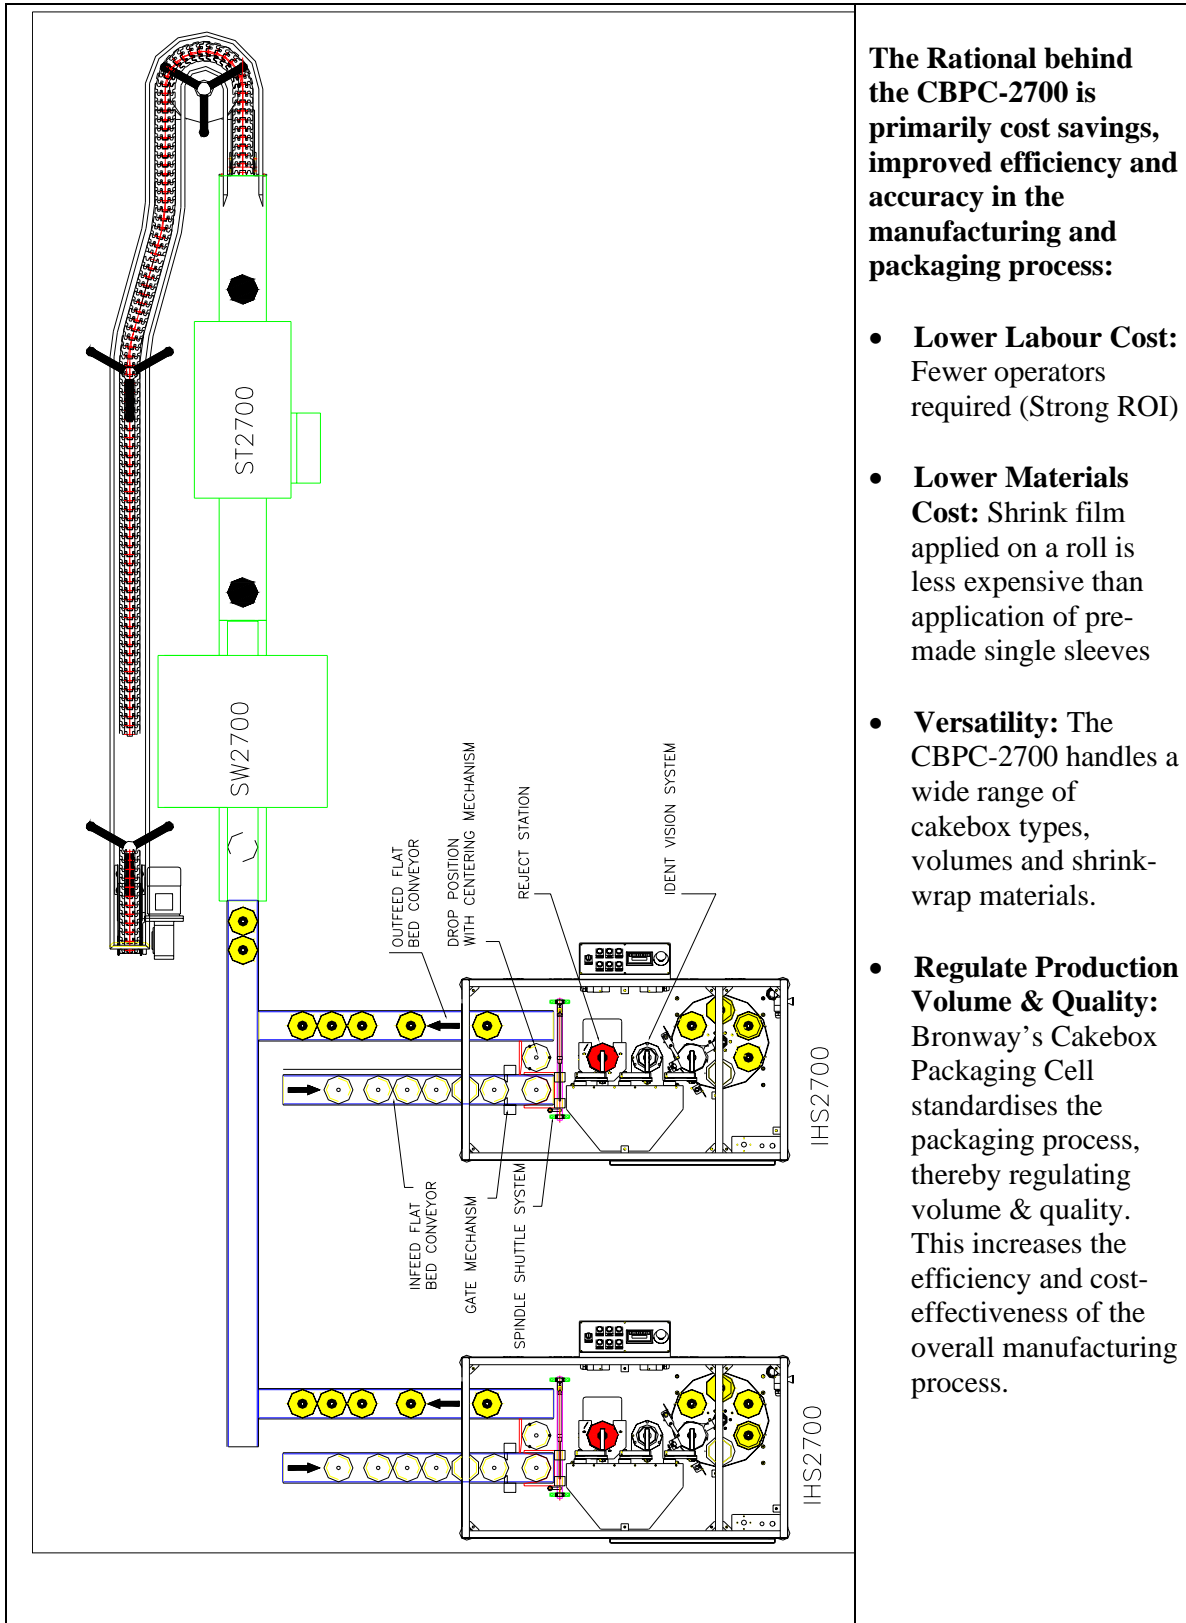 ST2700
SW2700
OUTFEED FLAT
BED CONVEYOR
DROP POSITION
WITH CENTERING MECHANISM
REJECT STATION
IDENT VISION SYSTEM
INFEED FLAT
BED CONVEYOR
GATE MECHANSM
SPINDLE SHUTTLE SYSTEM
IHS2700
IHS2700
The Rational behind
the CBPC-2700 is
primarily cost savings,
improved efficiency and
accuracy in the
manufacturing and
packaging process:
• Lower Labour Cost:
Fewer operators
required (Strong ROI)
• Lower Materials
Cost: Shrink film
applied on a roll is
less expensive than
application of pre-
made single sleeves
• Versatility: The
CBPC-2700 handles a
wide range of
cakebox types,
volumes and shrink-
wrap materials.
• Regulate Production
Volume & Quality:
Bronway’s Cakebox
Packaging Cell
standardises the
packaging process,
thereby regulating
volume & quality.
This increases the
efficiency and cost-
effectiveness of the
overall manufacturing
process.